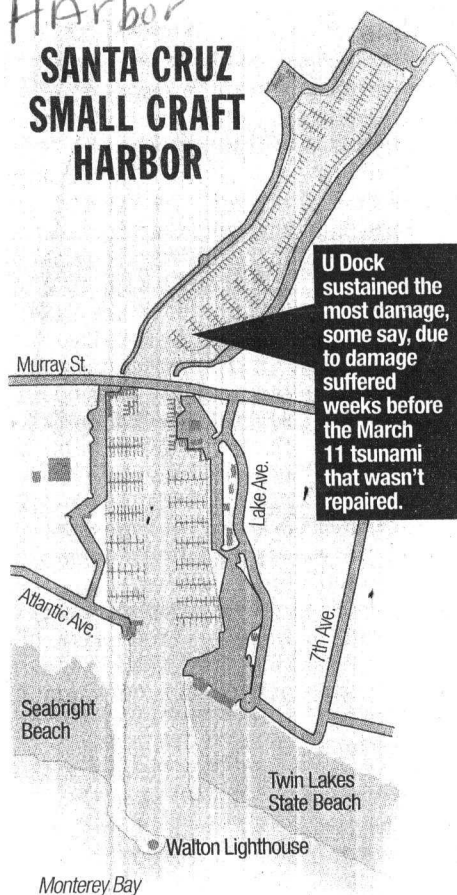 HArbor
SANTA CRUZ
SMALL CRAFT
HARBOR
U Dock
sustained the
most damage,
some say, due
to damage
suffered
weeks before
the March
11 tsunami
that wasn't
repaired.
Murray St.
Lake Ave.
7th Ave.
Atlantic Ave.
Seabright
Beach
Twin Lakes
State Beach
Walton Lighthouse
Monterey Bay